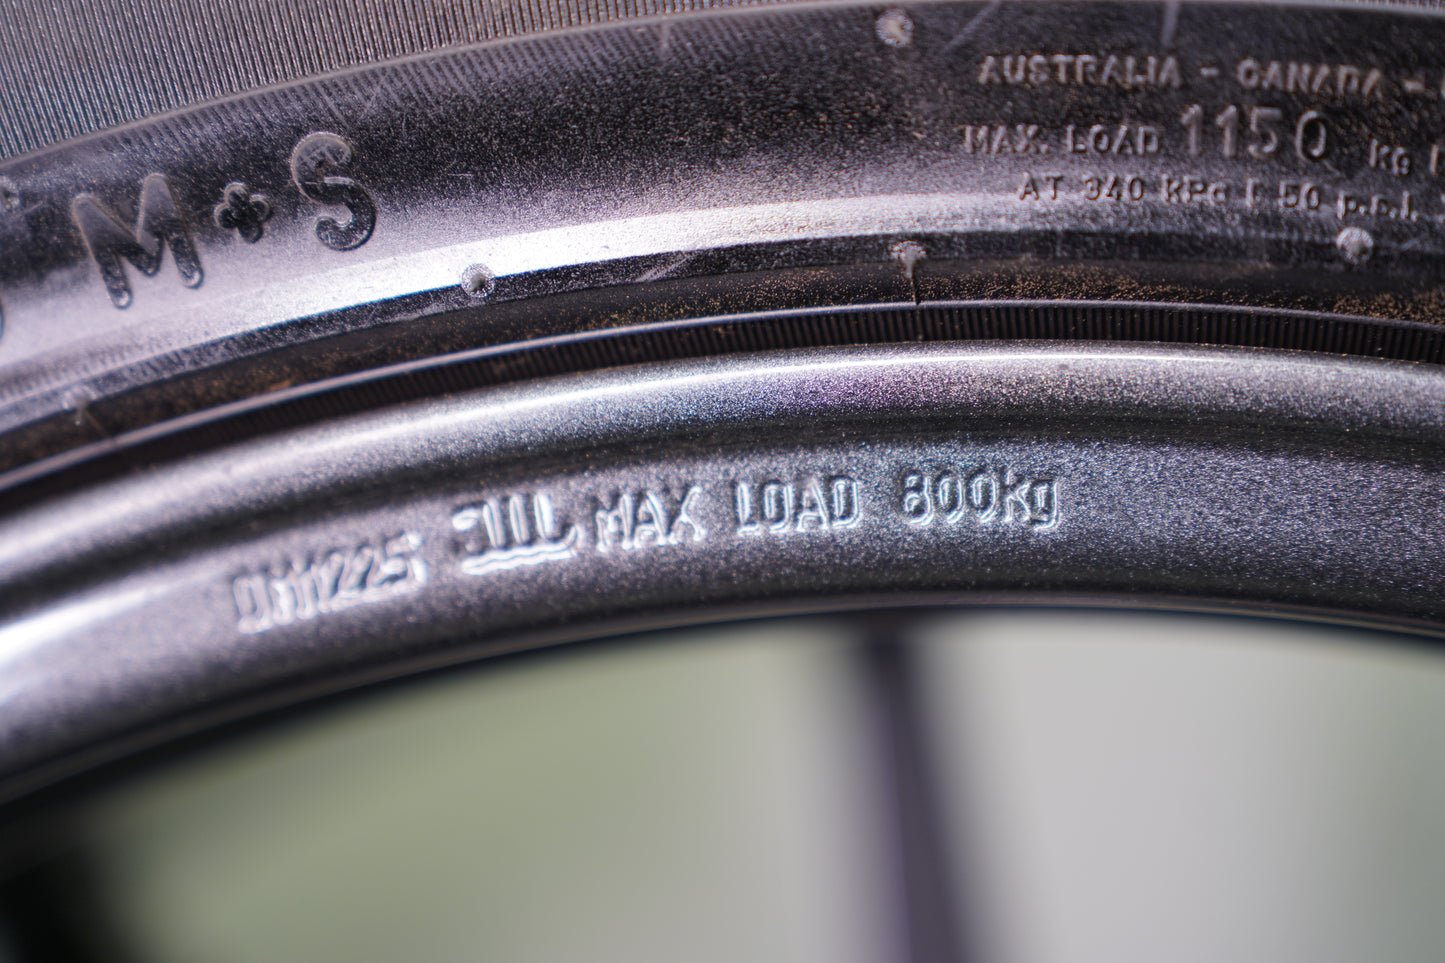 M+S
AUSTRALIA - CANADA -
MAX. LOAD 1150 kg
AT 340 KPa [ 50 p.s.i.
MAX LOAD 800kg